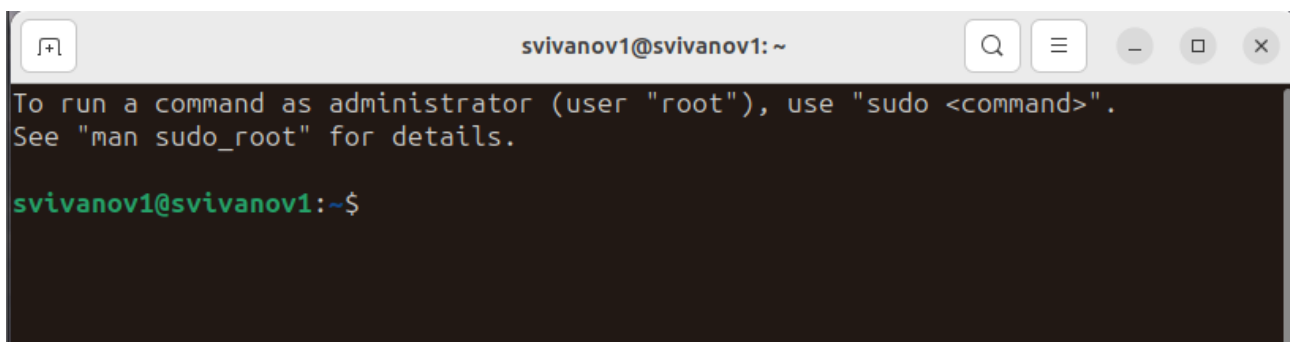 svivanov1@svivanov1: ~
To run a command as administrator (user "root"), use "sudo <command>".
See "man sudo_root" for details.
svivanov1@svivanov1:~$